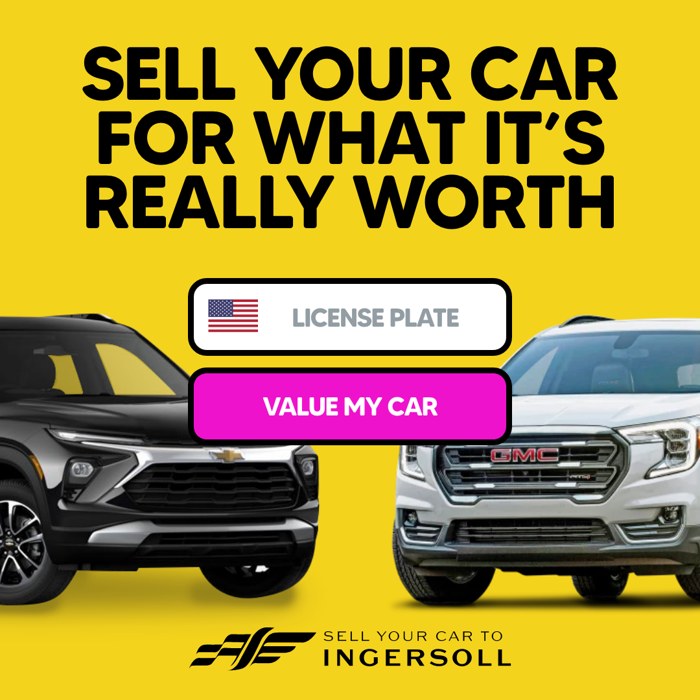 SELL YOUR CAR
FOR WHAT IT’S
REALLY WORTH
LICENSE PLATE
VALUE MY CAR
GMC
SELL YOUR CAR TO
INGERSOLL